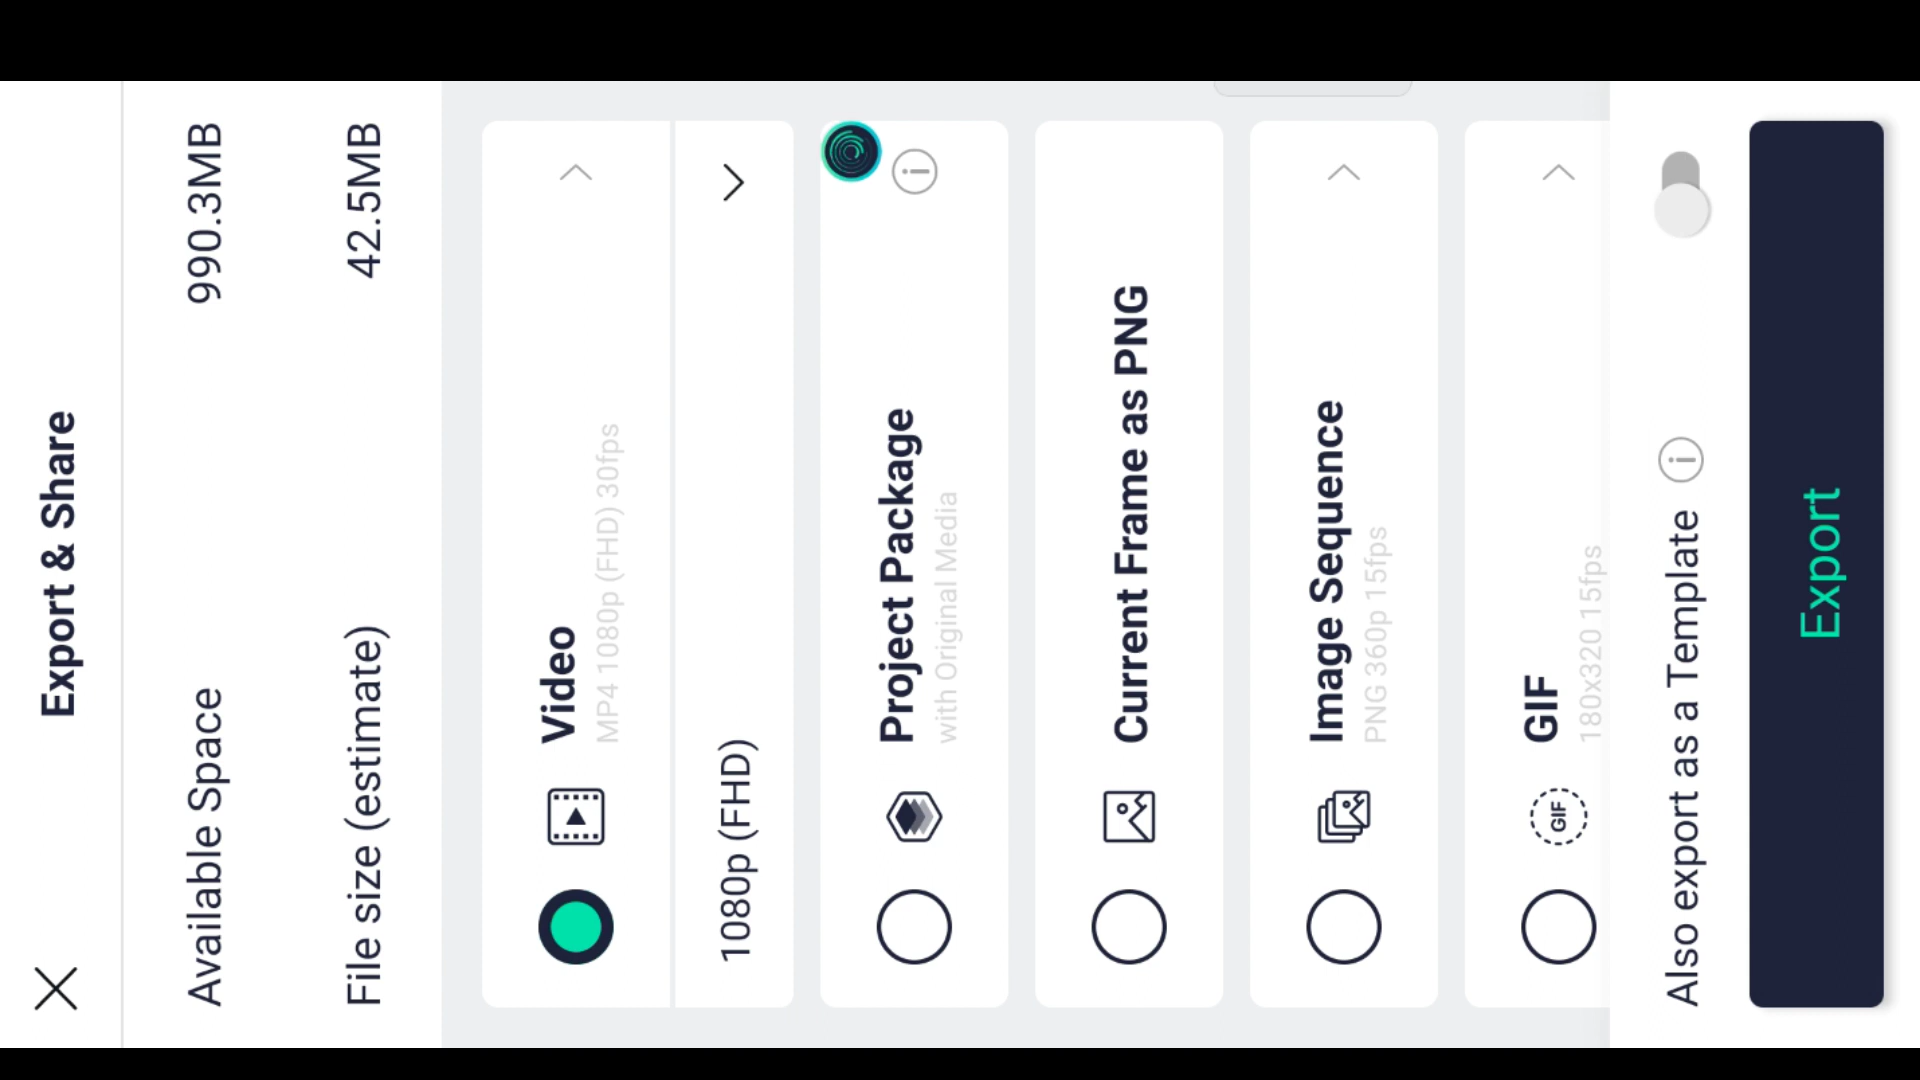 Export & Share
Available Space 990.3MB
File size (estimate) 42.5MB
Video
MP4 1080p (FHD) 30fps
1080p (FHD)
Project Package
with Original Media
Current Frame as PNG
Image Sequence
PNG 360p 15fps
GIF
GIF
180x320 15fps
Also export as a Template
Export